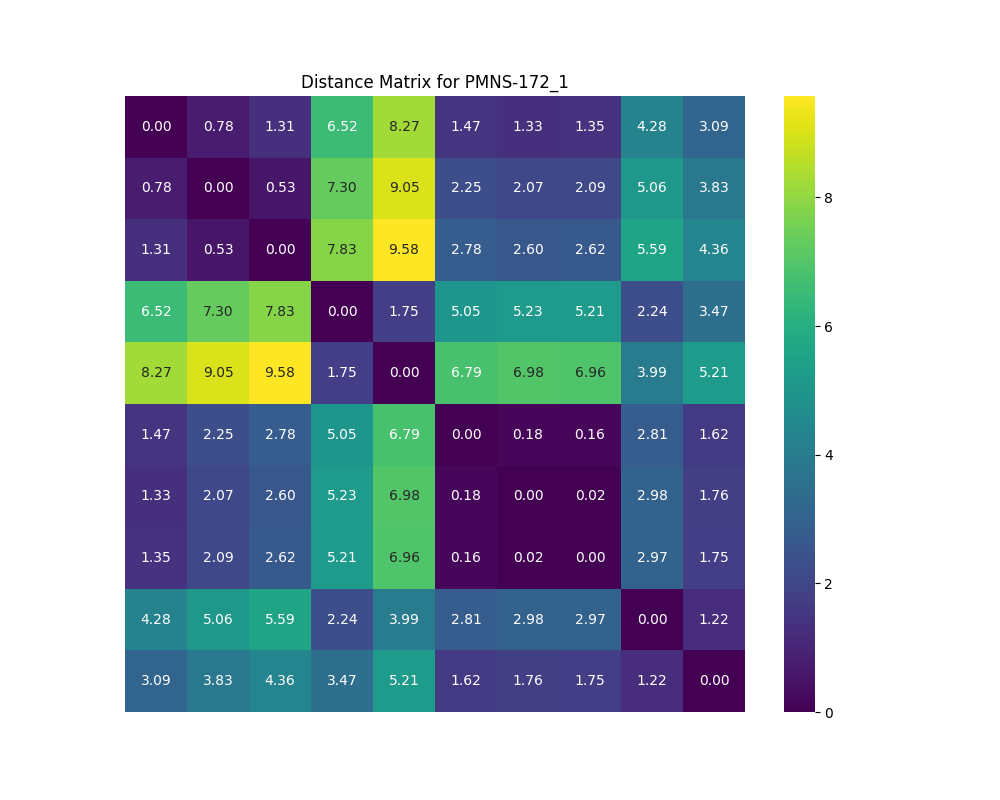 Distance Matrix for PMNS-172_1
0.00 0.78 1.31 6.52 8.27 1.47 1.33 1.35 4.28 3.09
0.78 0.00 0.53 7.30 9.05 2.25 2.07 2.09 5.06 3.83
8
1.31 0.53 0.00 7.83 9.58 2.78 2.60 2.62 5.59 4.36
6.52 7.30 7.83 0.00 1.75 5.05 5.23 5.21 2.24 3.47
6
8.27 9.05 9.58 1.75 0.00 6.79 6.98 6.96 3.99 5.21
1.47 2.25 2.78 5.05 6.79 0.00 0.18 0.16 2.81 1.62
4
1.33 2.07 2.60 5.23 6.98 0.18 0.00 0.02 2.98 1.76
1.35 2.09 2.62 5.21 6.96 0.16 0.02 0.00 2.97 1.75
2
4.28 5.06 5.59 2.24 3.99 2.81 2.98 2.97 0.00 1.22
3.09 3.83 4.36 3.47 5.21 1.62 1.76 1.75 1.22 0.00
0